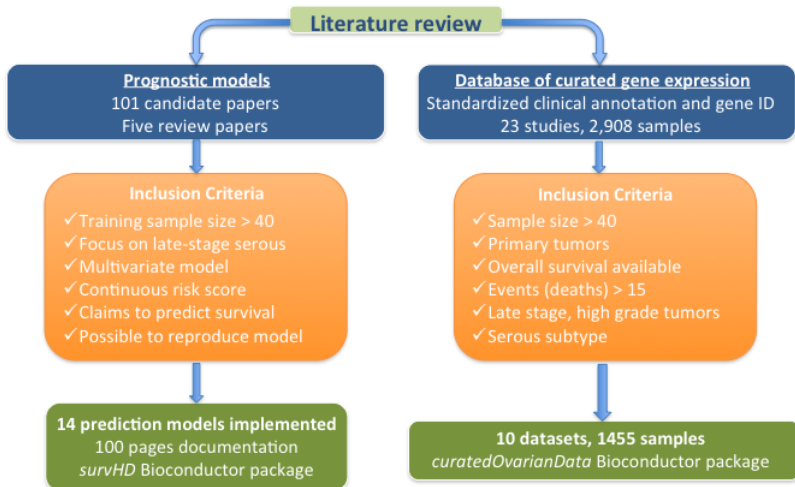 Literature review
Prognostic models
101 candidate papers
Five review papers
Database of curated gene expression
Standardized clinical annotation and gene ID
23 studies, 2,908 samples
Inclusion Criteria
✓Training sample size > 40
✓Focus on late-stage serous
✓Multivariate model
✓Continuous risk score
✓Claims to predict survival
✓Possible to reproduce model
Inclusion Criteria
✓Sample size > 40
✓Primary tumors
✓Overall survival available
✓Events (deaths) > 15
✓Late stage, high grade tumors
✓Serous subtype
14 prediction models implemented
100 pages documentation
survHD Bioconductor package
10 datasets, 1455 samples
curatedOvarianData Bioconductor package